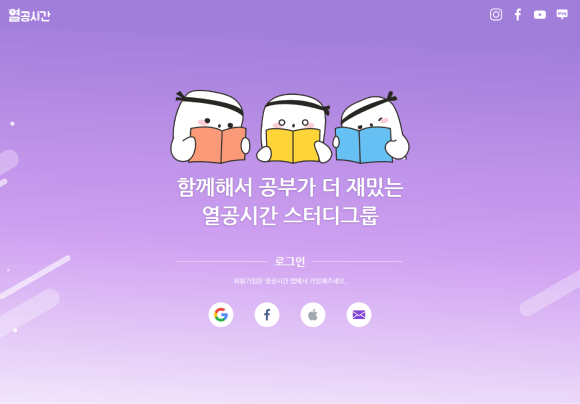 열공시간
함께해서 공부가 더 재밌는
열공시간 스터디그룹
로그인
회원가입은 열공시간 앱에서 가입해주세요.